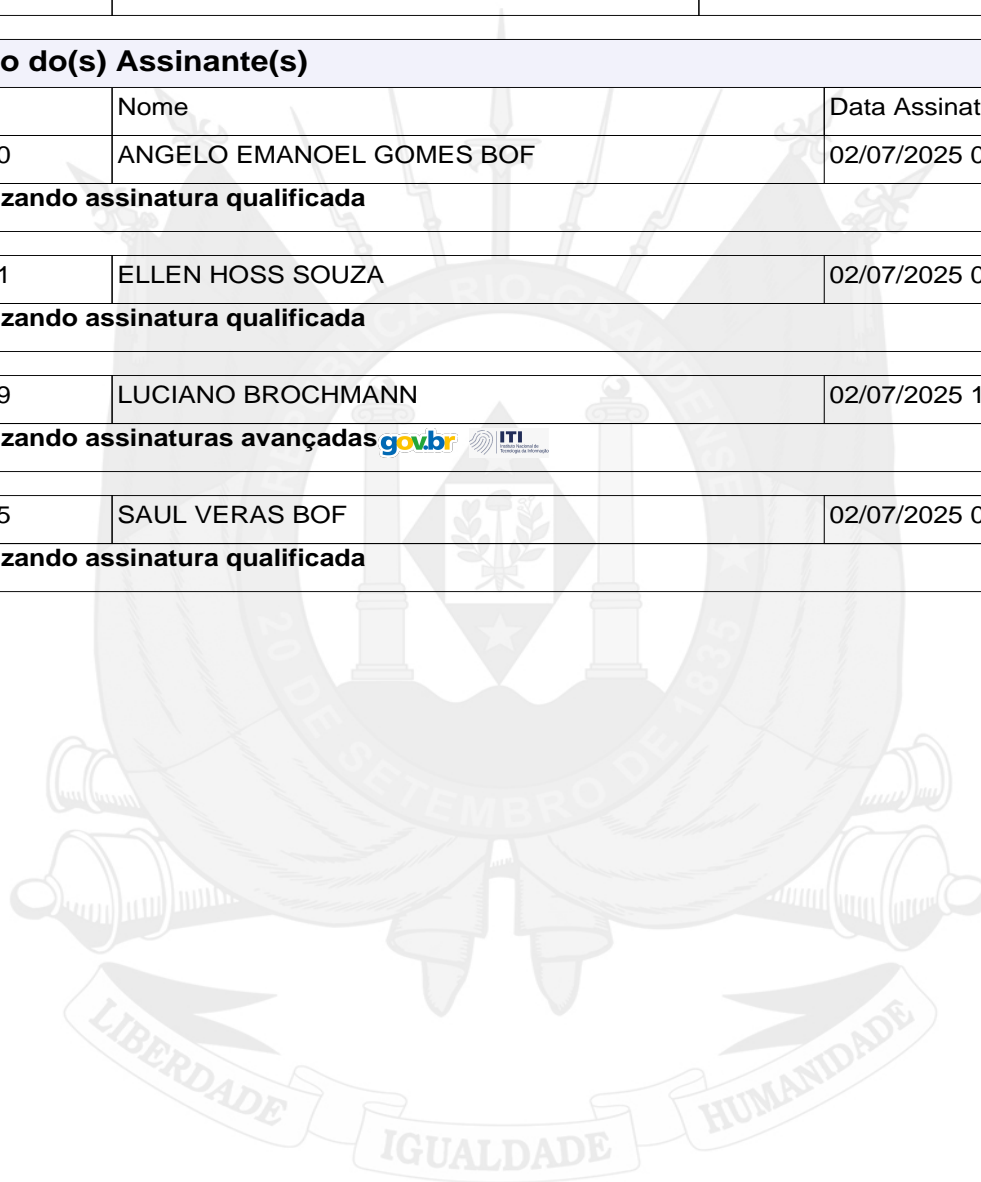 o do(s) Assinante(s)
Nome Data Assinat
0 ANGELO EMANOEL GOMES BOF 02/07/2025 0
zando assinatura qualificada
1 ELLEN HOSS SOUZA 02/07/2025 0
zando assinatura qualificada
9 LUCIANO BROCHMANN 02/07/2025 1
zando assinaturas avançadas gov.br ITI
5 SAUL VERAS BOF 02/07/2025 0
zando assinatura qualificada
REPÚBLICA RIO-GRANDENSE
20 DE SETEMBRO DE 1835
LIBERDADE IGUALDADE HUMANIDADE